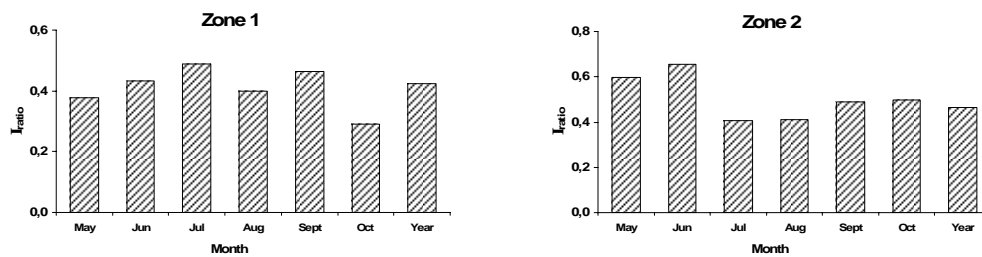 Zone 1
0,6
0,4
0,2
0,0
I ratio
May Jun Jul Aug Sept Oct Year
Month
Zone 2
0,8
0,6
0,4
0,2
0,0
I ratio
May Jun Jul Aug Sept Oct Year
Month